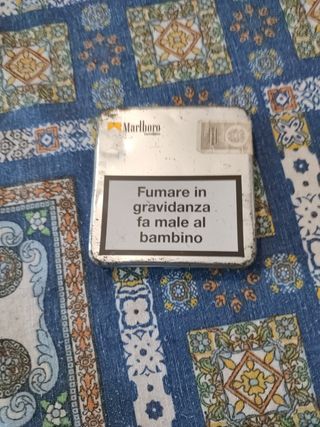 Marlboro
Fumare in
gravidanza
fa male al
bambino